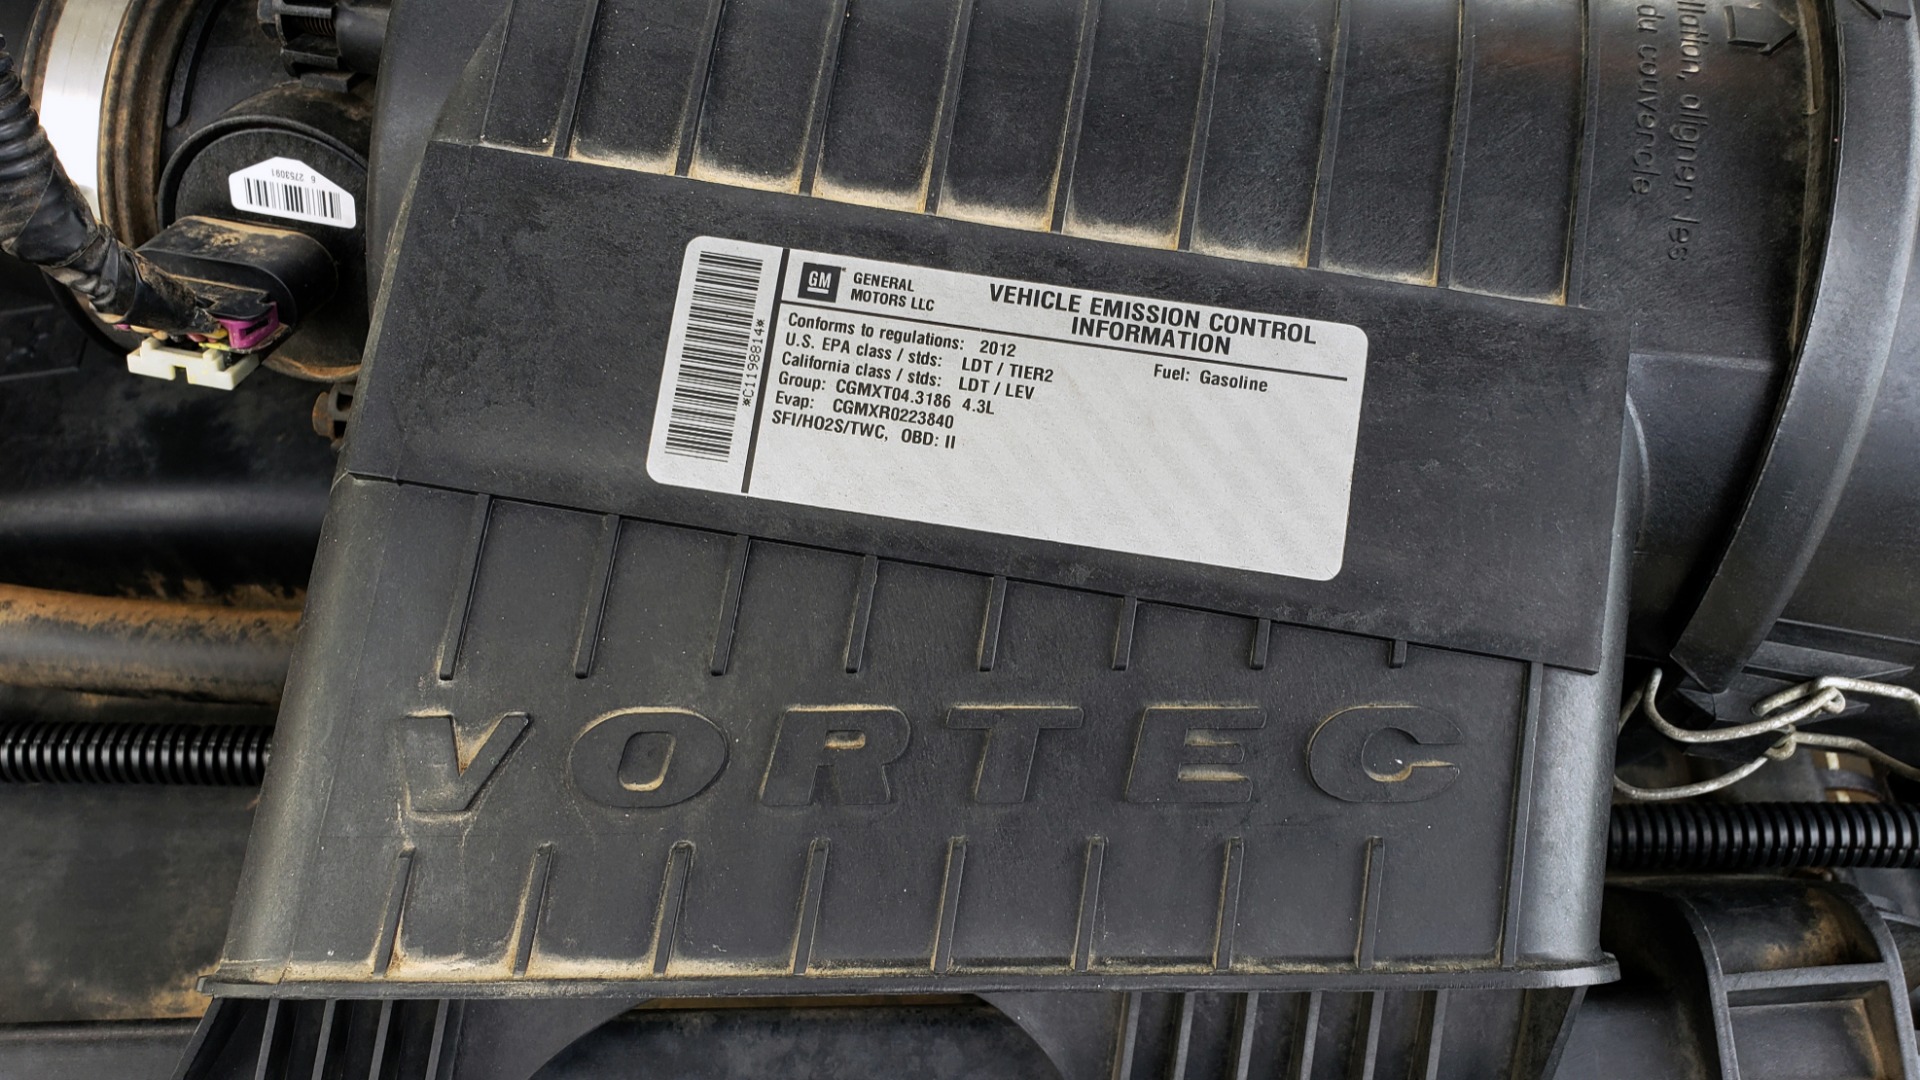 6 2753091
llation, aligner les
du couvercle
GM
GENERAL
MOTORS LLC
VEHICLE EMISSION CONTROL
INFORMATION
*C1198814*
Conforms to regulations: 2012
Fuel: Gasoline
U.S. EPA class / stds: LDT / TIER2
California class / stds: LDT / LEV
Group: CGMXT04.3186 4.3L
Evap: CGMXR0223840
SFI/HO2S/TWC, OBD: II
VORTEC